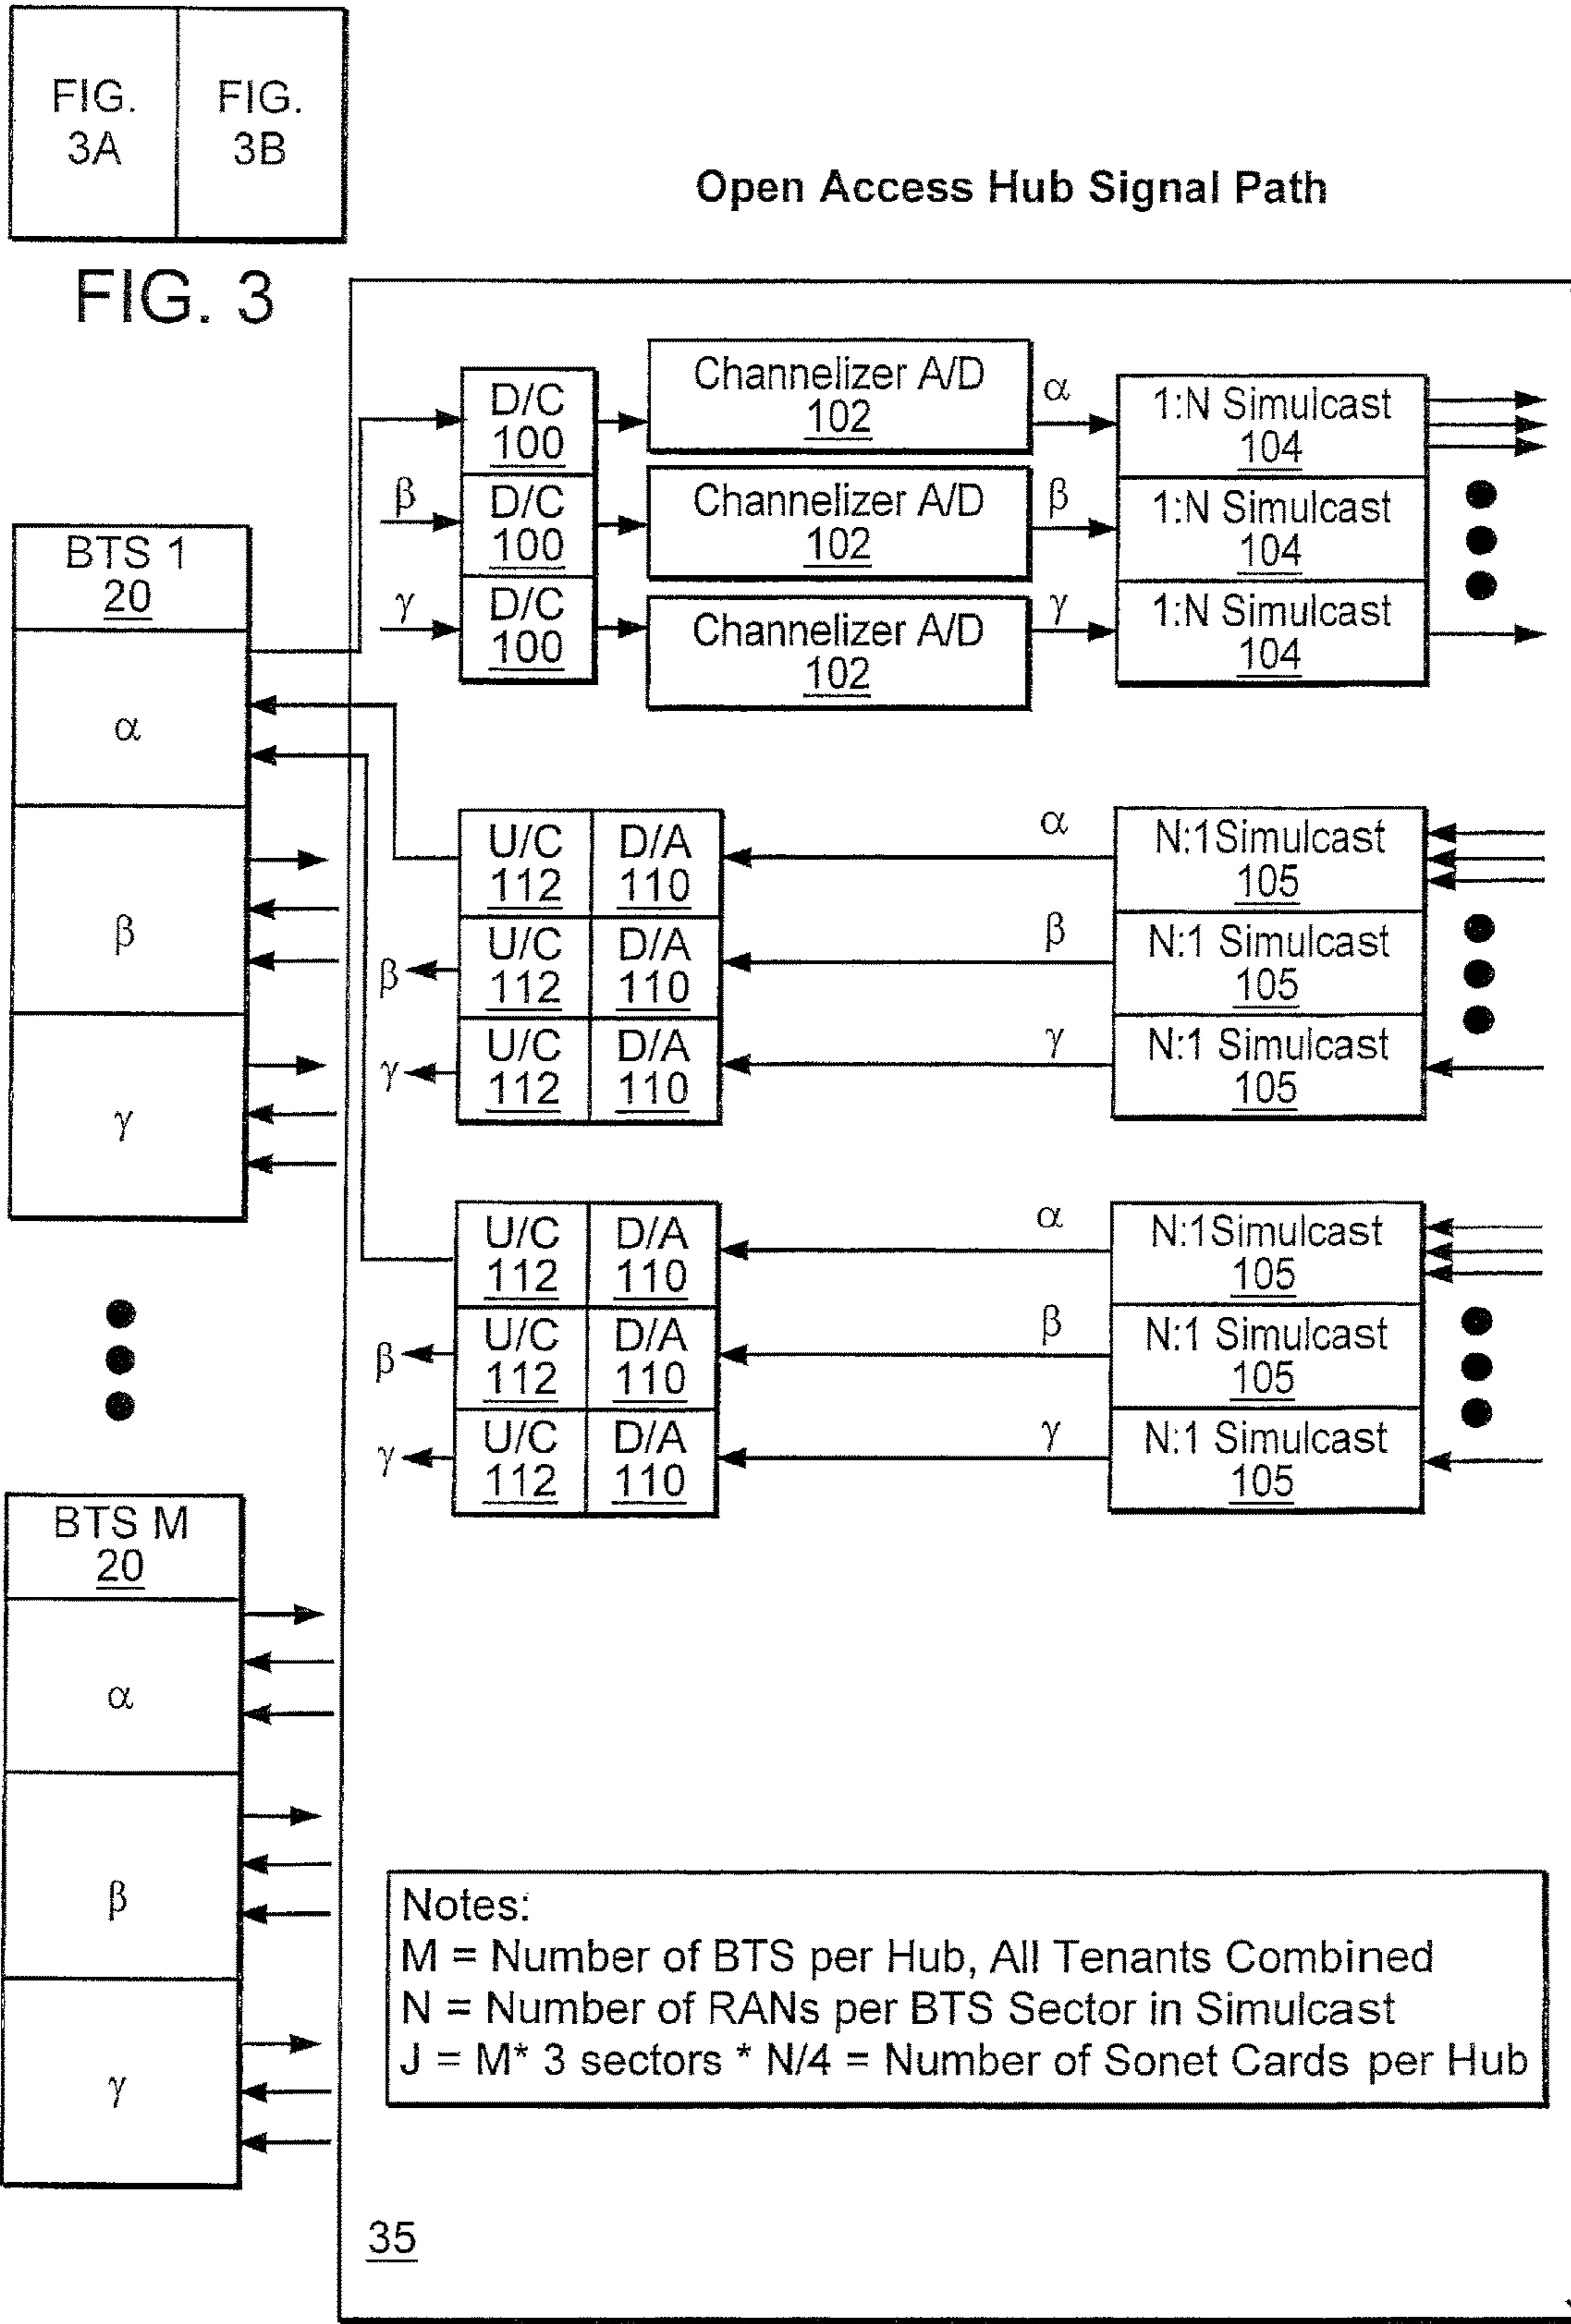 FIG. 3A
FIG. 3B
FIG. 3
Open Access Hub Signal Path
BTS 1
20
α
β
γ
BTS M
20
α
β
γ
D/C
100
β
D/C
100
γ
D/C
100
Channelizer A/D
102
Channelizer A/D
102
Channelizer A/D
102
α
β
γ
1:N Simulcast
104
1:N Simulcast
104
1:N Simulcast
104
U/C
112
D/A
110
β
U/C
112
D/A
110
γ
U/C
112
D/A
110
α
β
γ
N:1Simulcast
105
N:1 Simulcast
105
N:1 Simulcast
105
U/C
112
D/A
110
β
U/C
112
D/A
110
γ
U/C
112
D/A
110
α
β
γ
N:1Simulcast
105
N:1 Simulcast
105
N:1 Simulcast
105
Notes:
M = Number of BTS per Hub, All Tenants Combined
N = Number of RANs per BTS Sector in Simulcast
J = M* 3 sectors * N/4 = Number of Sonet Cards per Hub
35